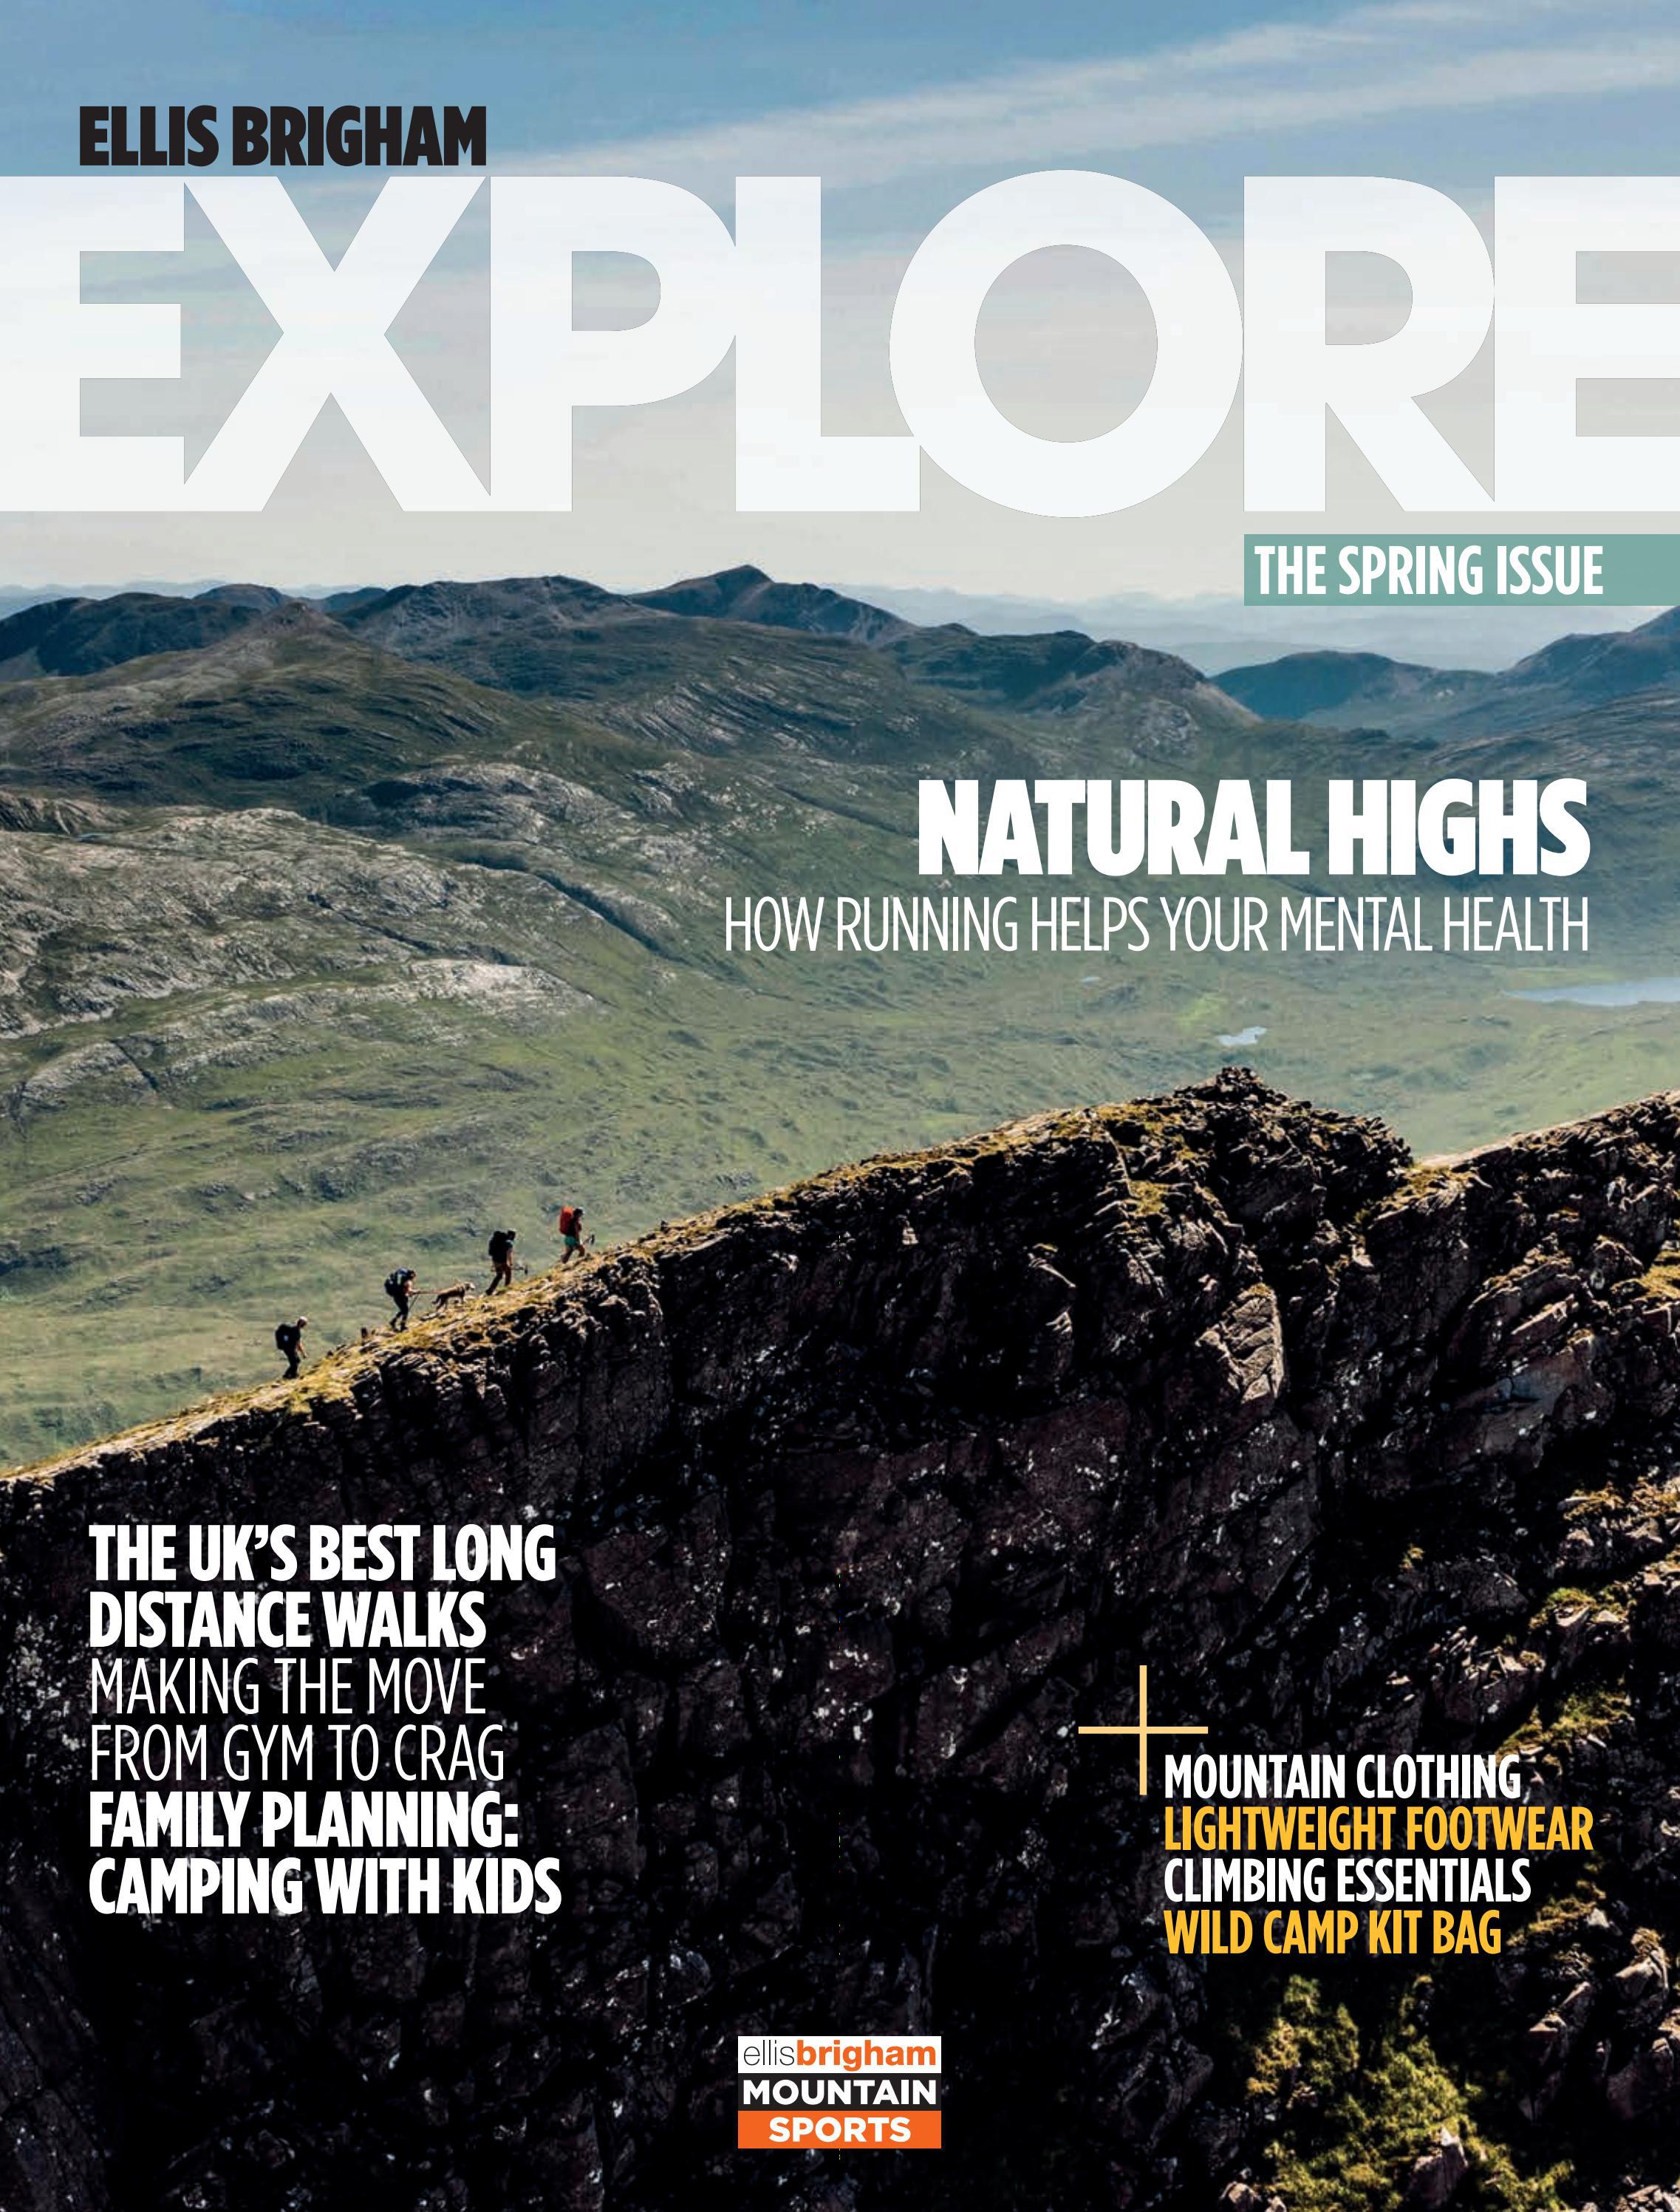 ELLIS BRIGHAM
EXPLORE
THE SPRING ISSUE
NATURAL HIGHS
HOW RUNNING HELPS YOUR MENTAL HEALTH
THE UK'S BEST LONG
DISTANCE WALKS
MAKING THE MOVE
FROM GYM TO CRAG
FAMILY PLANNING:
CAMPING WITH KIDS
MOUNTAIN CLOTHING
LIGHTWEIGHT FOOTWEAR
CLIMBING ESSENTIALS
WILD CAMP KIT BAG
ellisbrigham
MOUNTAIN
SPORTS